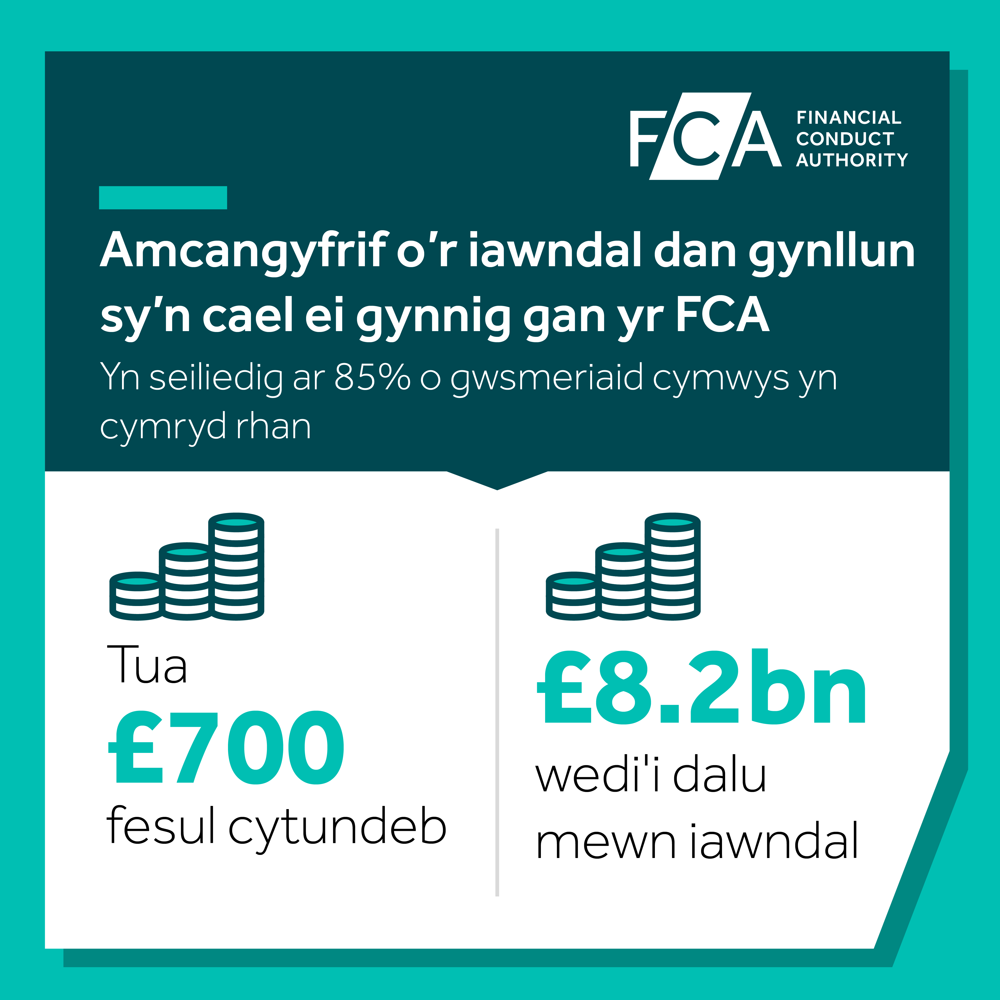 FCA
FINANCIAL
CONDUCT
AUTHORITY
Amcangyfrif o’r iawndal dan gynllun
sy’n cael ei gynnig gan yr FCA
Yn seiliedig ar 85% o gwsmeriaid cymwys yn
cymryd rhan
Tua
£700
fesul cytundeb
£8.2bn
wedi'i dalu
mewn iawndal